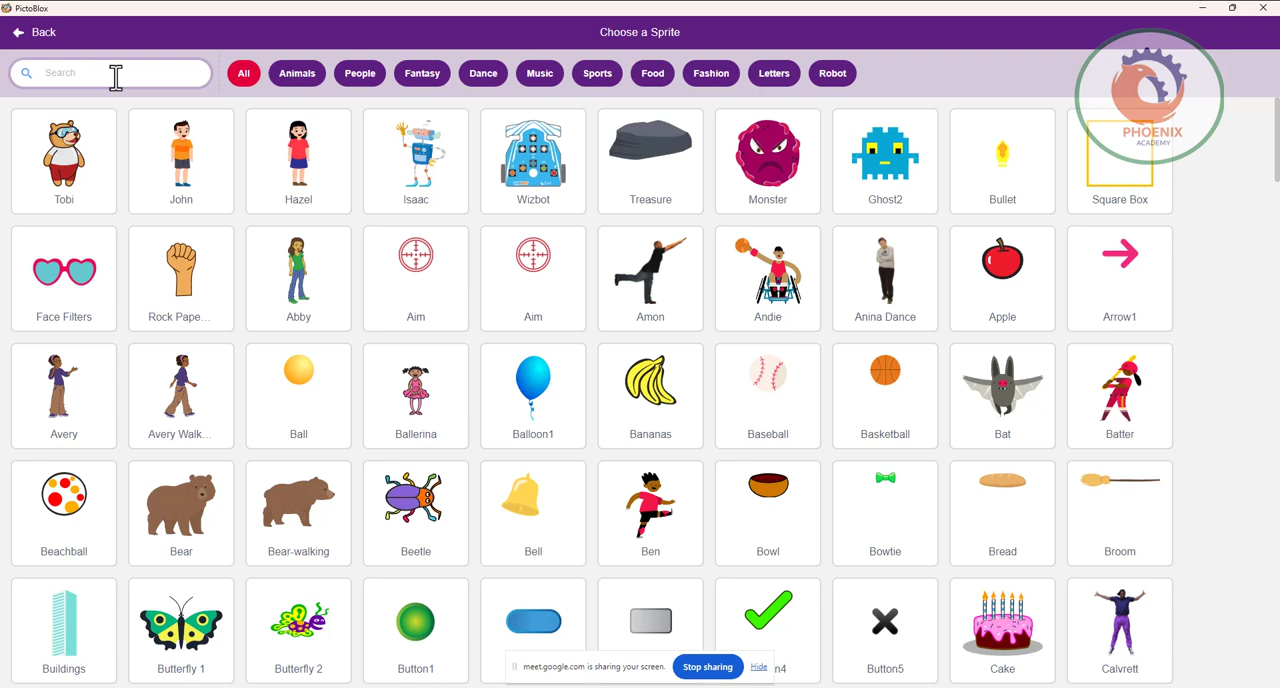 PictoBlox
Back
Choose a Sprite
Search
All Animals People Fantasy Dance Music Sports Food Fashion Letters Robot
PHOENIX
ACADEMY
Tobi John Hazel Isaac Wizbot Treasure Monster Ghost2 Bullet Square Box
Face Filters Rock Pape... Abby Aim Aim Amon Andie Anina Dance Apple Arrow1
Avery Avery Walk... Ball Ballerina Balloon1 Bananas Baseball Basketball Bat Batter
Beachball Bear Bear-walking Beetle Bell Ben Bowl Bowtie Bread Broom
Buildings Butterfly 1 Butterfly 2 Button1 n4 Button5 Cake Calvrett
meet.google.com is sharing your screen. Stop sharing Hide